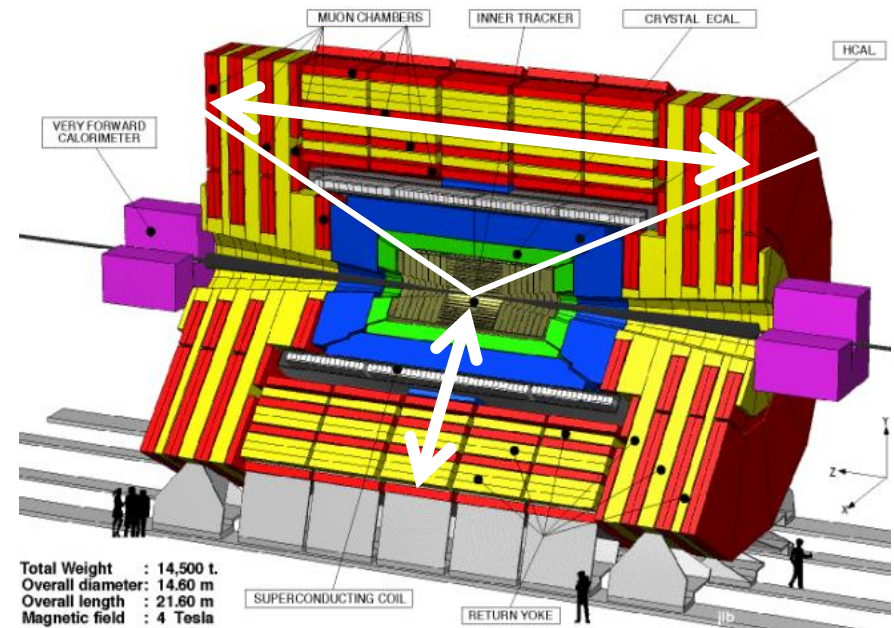 MUON CHAMBERS
INNER TRACKER
CRYSTAL ECAL
HCAL
VERY FORWARD
CALORIMETER
Y
Z
X
Total Weight : 14,500 t.
Overall diameter: 14.60 m
Overall length : 21.60 m
Magnetic field : 4 Tesla
SUPERCONDUCTING COIL
RETURN YOKE
jlb